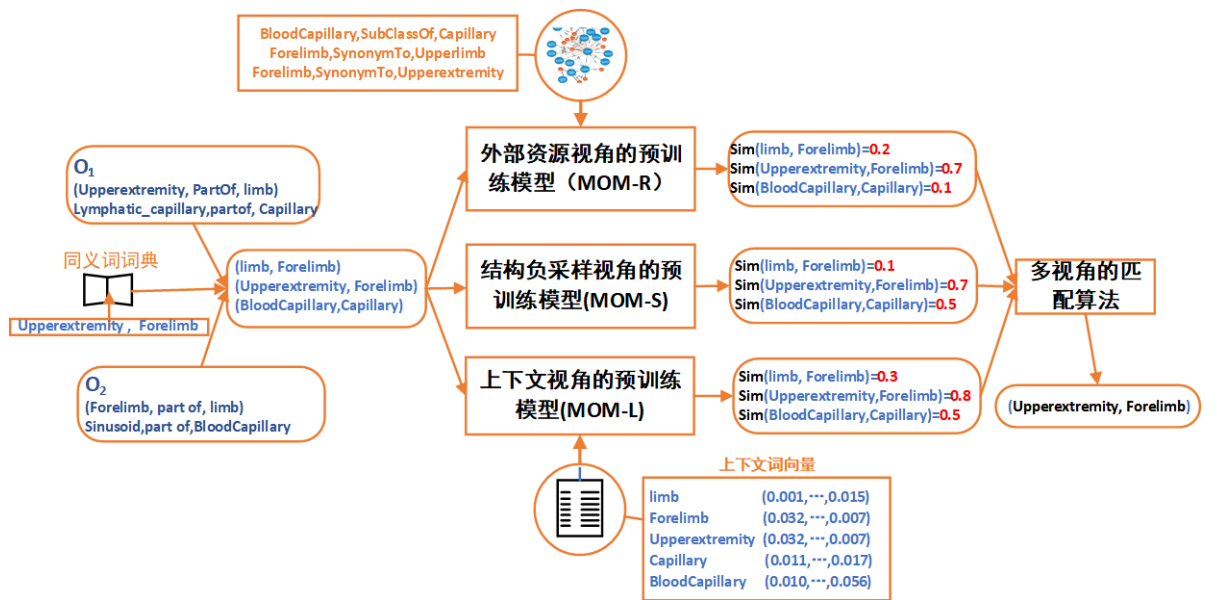 BloodCapillary,SubClassOf,Capillary
Forelimb,SynonymTo,Upperlimb
Forelimb,SynonymTo,Upperextremity
O1
(Upperextremity, PartOf, limb)
Lymphatic_capillary,partof, Capillary
同义词词典
Upperextremity , Forelimb
O2
(Forelimb, part of, limb)
Sinusoid,part of,BloodCapillary
(limb, Forelimb)
(Upperextremity, Forelimb)
(BloodCapillary,Capillary)
外部资源视角的预训
练模型（MOM-R）
Sim(limb, Forelimb)=0.2
Sim(Upperextremity,Forelimb)=0.7
Sim(BloodCapillary,Capillary)=0.1
结构负采样视角的预
训练模型(MOM-S)
Sim(limb, Forelimb)=0.1
Sim(Upperextremity,Forelimb)=0.7
Sim(BloodCapillary,Capillary)=0.5
上下文视角的预训练
模型(MOM-L)
Sim(limb, Forelimb)=0.3
Sim(Upperextremity,Forelimb)=0.8
Sim(BloodCapillary,Capillary)=0.5
多视角的匹
配算法
(Upperextremity, Forelimb)
上下文词向量
limb (0.001,···,0.015)
Forelimb (0.032,···,0.007)
Upperextremity (0.032,···,0.007)
Capillary (0.011,···,0.017)
BloodCapillary (0.010,···,0.056)